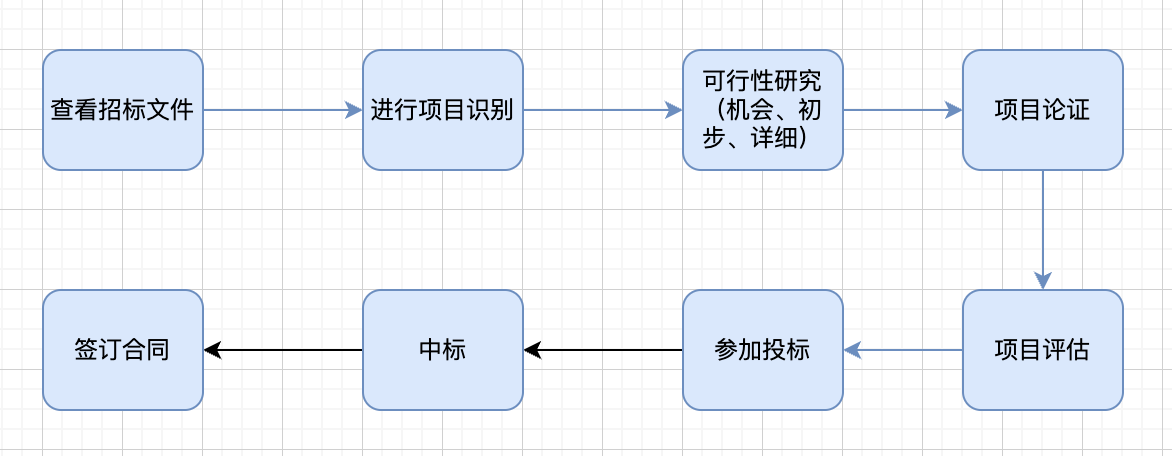 查看招标文件
进行项目识别
可行性研究
（机会、初
步、详细）
项目论证
项目评估
参加投标
中标
签订合同